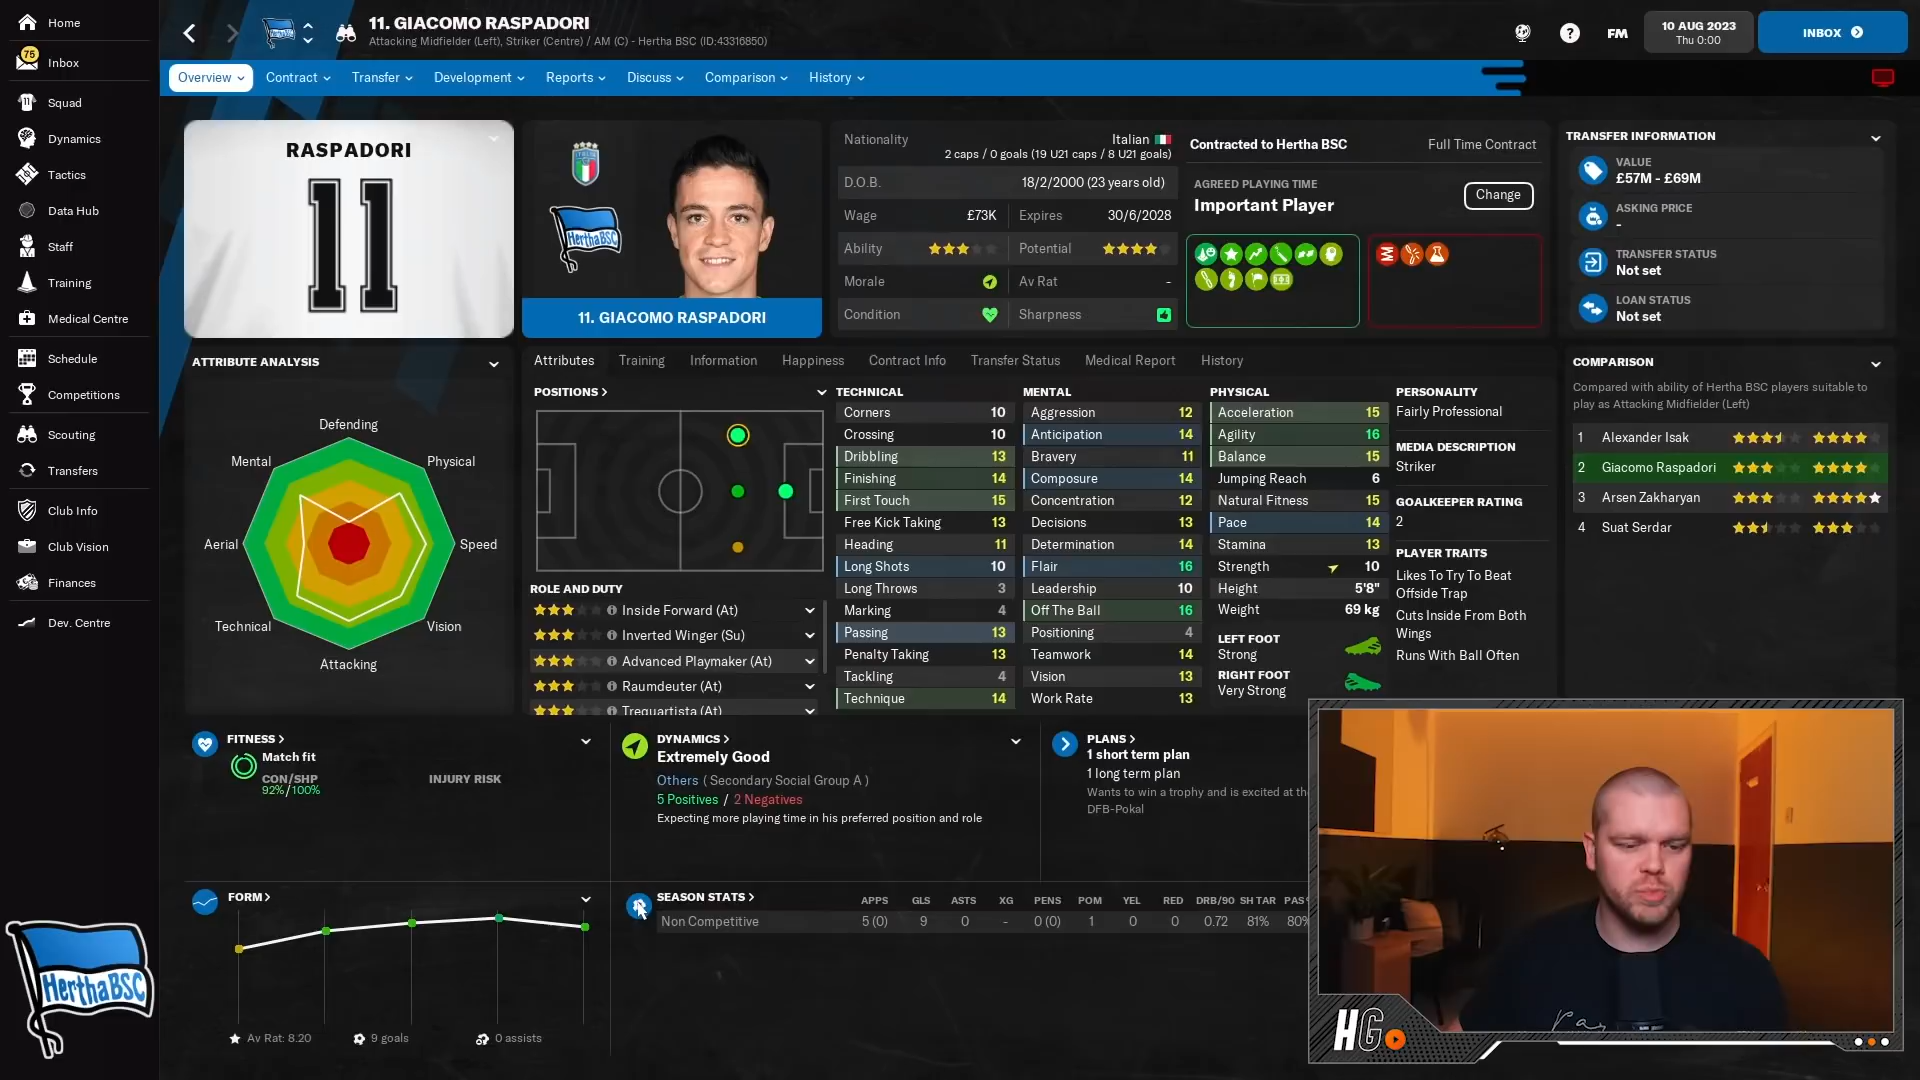 Home
75
Inbox
Squad
Dynamics
Tactics
Data Hub
Staff
Training
Medical Centre
Schedule
Competitions
Scouting
Transfers
Club Info
Club Vision
Finances
Dev. Centre
Hertha BSC
11. GIACOMO RASPADORI
Attacking Midfielder (Left), Striker (Centre) / AM (C) - Hertha BSC (ID:43316850)
FM
10 AUG 2023
Thu 0:00
INBOX
Overview
Contract
Transfer
Development
Reports
Discuss
Comparison
History
RASPADORI
11
Hertha BSC
11. GIACOMO RASPADORI
Nationality Italian
2 caps / 0 goals (19 U21 caps / 8 U21 goals)
D.O.B. 18/2/2000 (23 years old)
Wage £73K Expires 30/6/2028
Ability Potential
Morale Av Rat -
Condition Sharpness
Contracted to Hertha BSC Full Time Contract
AGREED PLAYING TIME
Important Player
Change
TRANSFER INFORMATION
VALUE
£57M - £69M
ASKING PRICE
-
TRANSFER STATUS
Not set
LOAN STATUS
Not set
ATTRIBUTE ANALYSIS
Defending
Mental Physical
Aerial Speed
Technical Vision
Attacking
Attributes Training Information Happiness Contract Info Transfer Status Medical Report History
POSITIONS
ROLE AND DUTY
Inside Forward (At)
Inverted Winger (Su)
Advanced Playmaker (At)
Raumdeuter (At)
Trequartista (At)
TECHNICAL
Corners 10
Crossing 10
Dribbling 13
Finishing 14
First Touch 15
Free Kick Taking 13
Heading 11
Long Shots 10
Long Throws 3
Marking 4
Passing 13
Penalty Taking 13
Tackling 4
Technique 14
MENTAL
Aggression 12
Anticipation 14
Bravery 11
Composure 14
Concentration 12
Decisions 13
Determination 14
Flair 16
Leadership 10
Off The Ball 16
Positioning 4
Teamwork 14
Vision 13
Work Rate 13
PHYSICAL
Acceleration 15
Agility 16
Balance 15
Jumping Reach 6
Natural Fitness 15
Pace 14
Stamina 13
Strength 10
Height 5'8"
Weight 69 kg
LEFT FOOT
Strong
RIGHT FOOT
Very Strong
PERSONALITY
Fairly Professional
MEDIA DESCRIPTION
Striker
GOALKEEPER RATING
2
PLAYER TRAITS
Likes To Try To Beat
Offside Trap
Cuts Inside From Both
Wings
Runs With Ball Often
COMPARISON
Compared with ability of Hertha BSC players suitable to
play as Attacking Midfielder (Left)
1 Alexander Isak
2 Giacomo Raspadori
3 Arsen Zakharyan
4 Suat Serdar
FITNESS
Match fit
CON/SHP
92%/100%
INJURY RISK
DYNAMICS
Extremely Good
Others ( Secondary Social Group A )
5 Positives / 2 Negatives
Expecting more playing time in his preferred position and role
PLANS
1 short term plan
1 long term plan
Wants to win a trophy and is excited at the
DFB-Pokal
FORM
Av Rat: 8.20 9 goals 0 assists
SEASON STATS APPS GLS ASTS XG PENS POM YEL RED DRB/90 SH TAR PAS
Non Competitive 5 (0) 9 0 - 0 (0) 1 0 0 0.72 81% 80%
HG